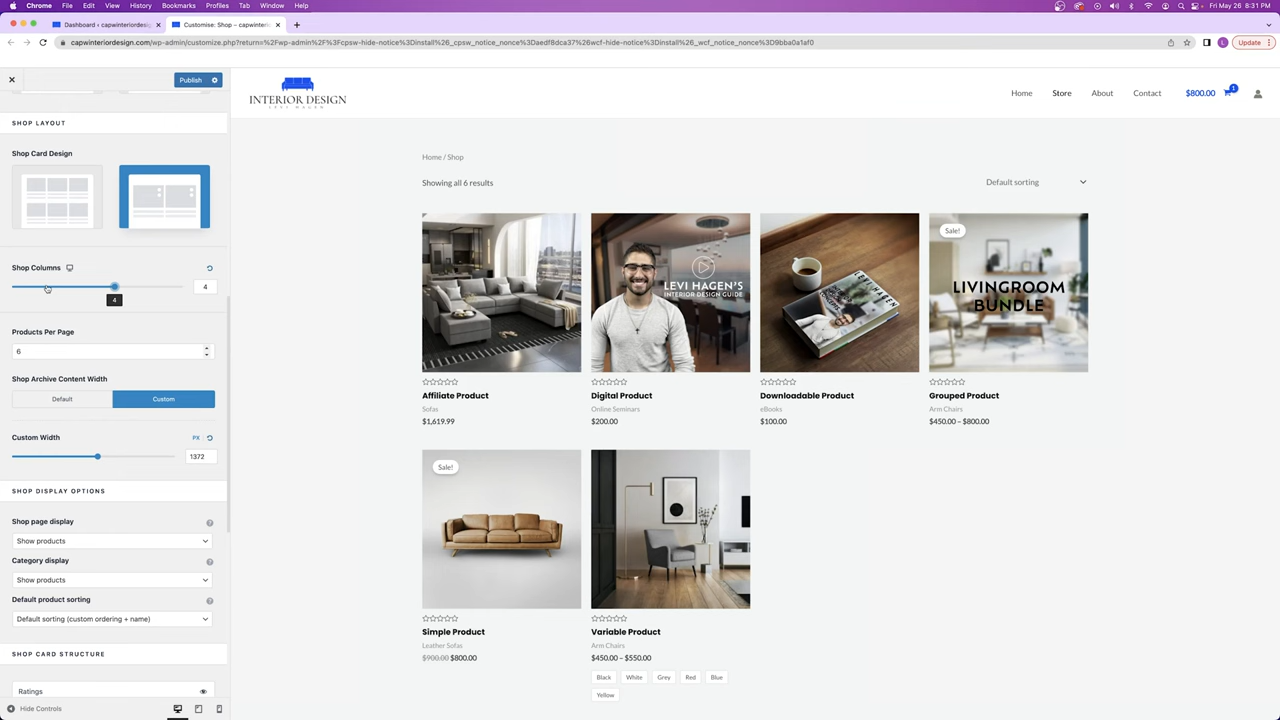 Chrome File Edit View History Bookmarks Profiles Tab Window Help
Fri May 26 8:31 PM
Dashboard ‹ capwinteriordesig
Customise: Shop – capwinterio
capwinteriordesign.com/wp-admin/customize.php?return=%2Fwp-admin%2F%3Fcpsw-hide-notice%3Dinstall%26_cpsw_notice_nonce%3Daedf8dca37%26wcf-hide-notice%3Dinstall%26_wcf_notice_nonce%3D9bba0a1af0
L
Update
Publish
INTERIOR DESIGN
LEVI HAGEN
Home Store About Contact $800.00 1
SHOP LAYOUT
Shop Card Design
Shop Columns
4
4
Products Per Page
6
Shop Archive Content Width
Default Custom
Custom Width PX
1372
SHOP DISPLAY OPTIONS
Shop page display
Show products
Category display
Show products
Default product sorting
Default sorting (custom ordering + name)
SHOP CARD STRUCTURE
Ratings
Hide Controls
Home / Shop
Showing all 6 results
Default sorting
LEVI HAGEN'S
INTERIOR DESIGN GUIDE
LEVI HAGEN
Sale!
LIVINGROOM
BUNDLE
Affiliate Product
Sofas
$1,619.99
Digital Product
Online Seminars
$200.00
Downloadable Product
eBooks
$100.00
Grouped Product
Arm Chairs
$450.00 – $800.00
Sale!
Simple Product
Leather Sofas
$900.00 $800.00
Variable Product
Arm Chairs
$450.00 – $550.00
Black White Grey Red Blue
Yellow